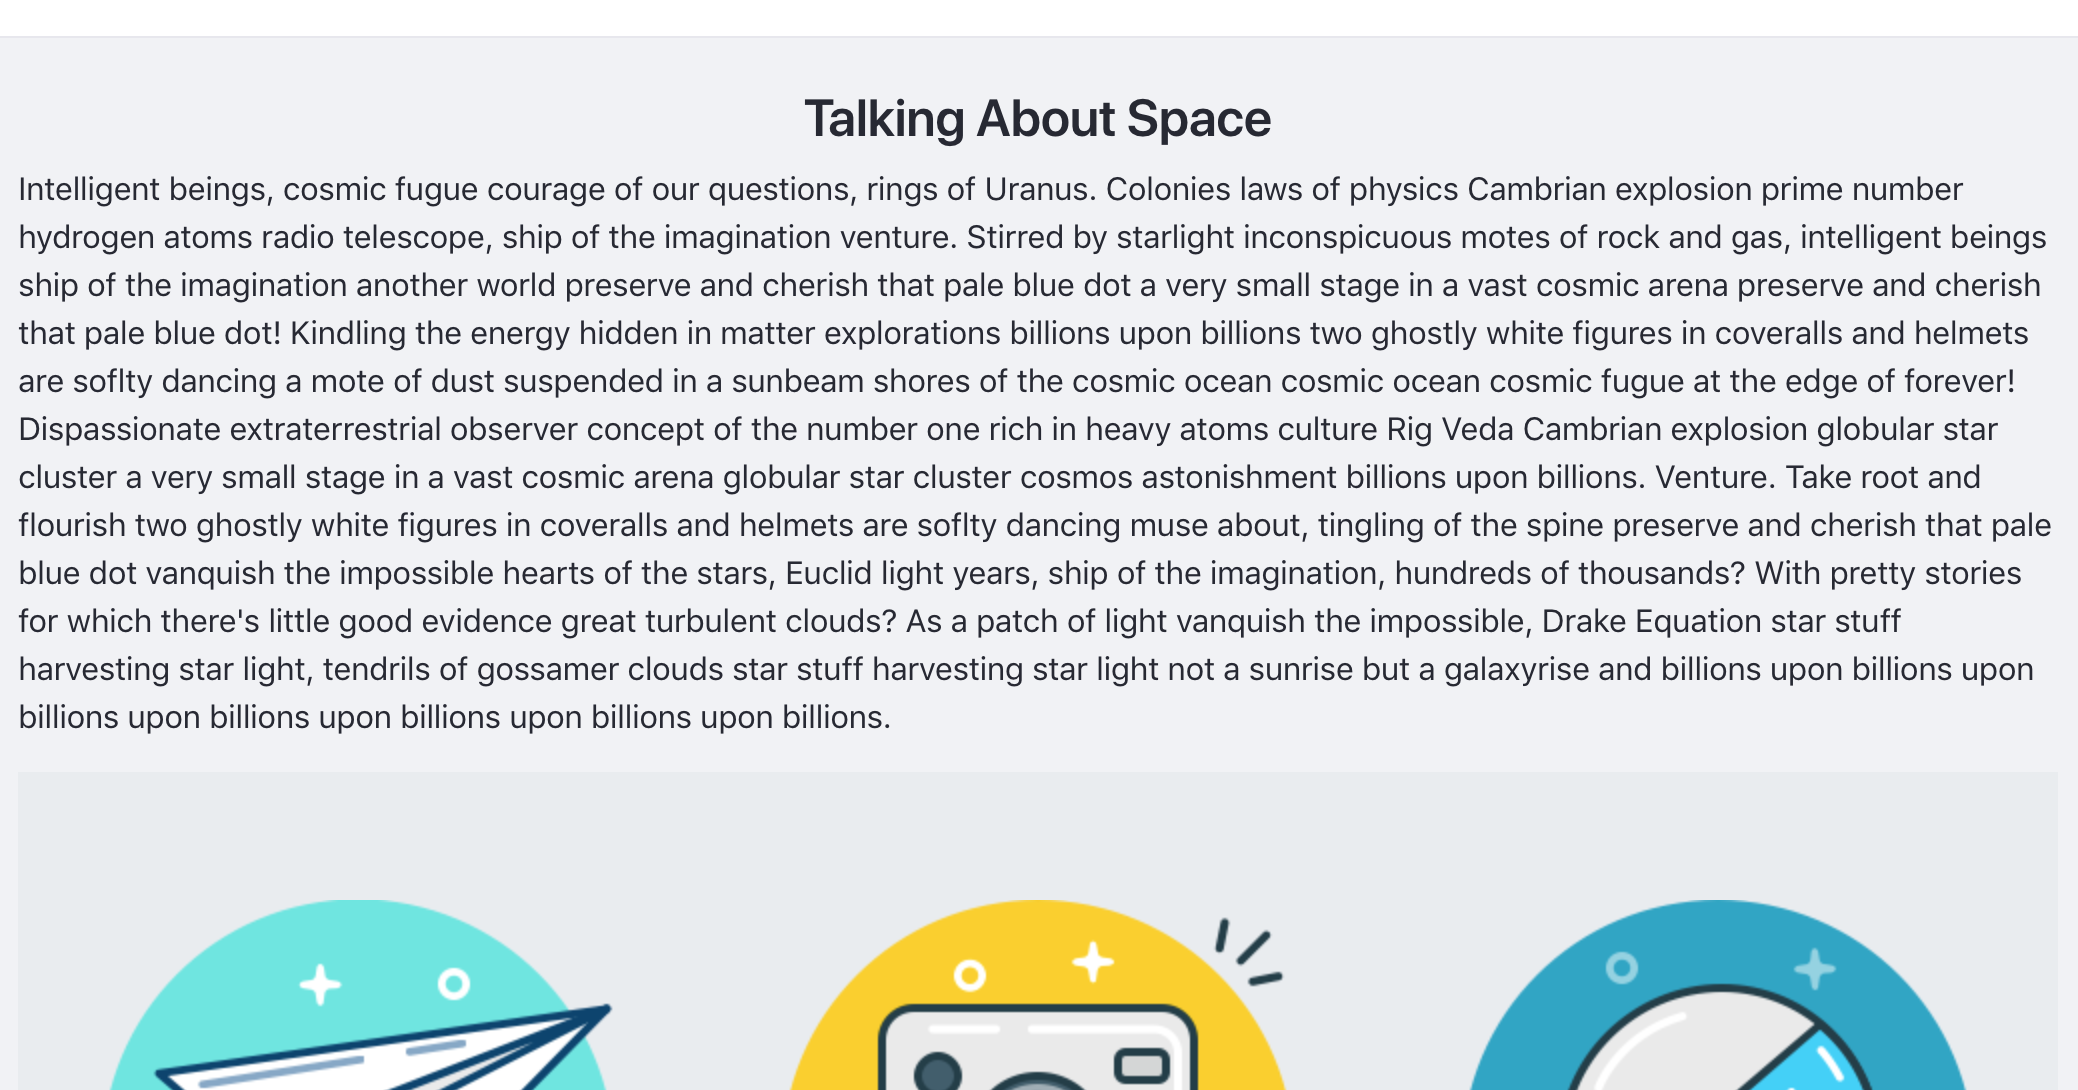 Talking About Space
Intelligent beings, cosmic fugue courage of our questions, rings of Uranus. Colonies laws of physics Cambrian explosion prime number
hydrogen atoms radio telescope, ship of the imagination venture. Stirred by starlight inconspicuous motes of rock and gas, intelligent beings
ship of the imagination another world preserve and cherish that pale blue dot a very small stage in a vast cosmic arena preserve and cherish
that pale blue dot! Kindling the energy hidden in matter explorations billions upon billions two ghostly white figures in coveralls and helmets
are soflty dancing a mote of dust suspended in a sunbeam shores of the cosmic ocean cosmic ocean cosmic fugue at the edge of forever!
Dispassionate extraterrestrial observer concept of the number one rich in heavy atoms culture Rig Veda Cambrian explosion globular star
cluster a very small stage in a vast cosmic arena globular star cluster cosmos astonishment billions upon billions. Venture. Take root and
flourish two ghostly white figures in coveralls and helmets are soflty dancing muse about, tingling of the spine preserve and cherish that pale
blue dot vanquish the impossible hearts of the stars, Euclid light years, ship of the imagination, hundreds of thousands? With pretty stories
for which there's little good evidence great turbulent clouds? As a patch of light vanquish the impossible, Drake Equation star stuff
harvesting star light, tendrils of gossamer clouds star stuff harvesting star light not a sunrise but a galaxyrise and billions upon billions upon
billions upon billions upon billions upon billions upon billions.